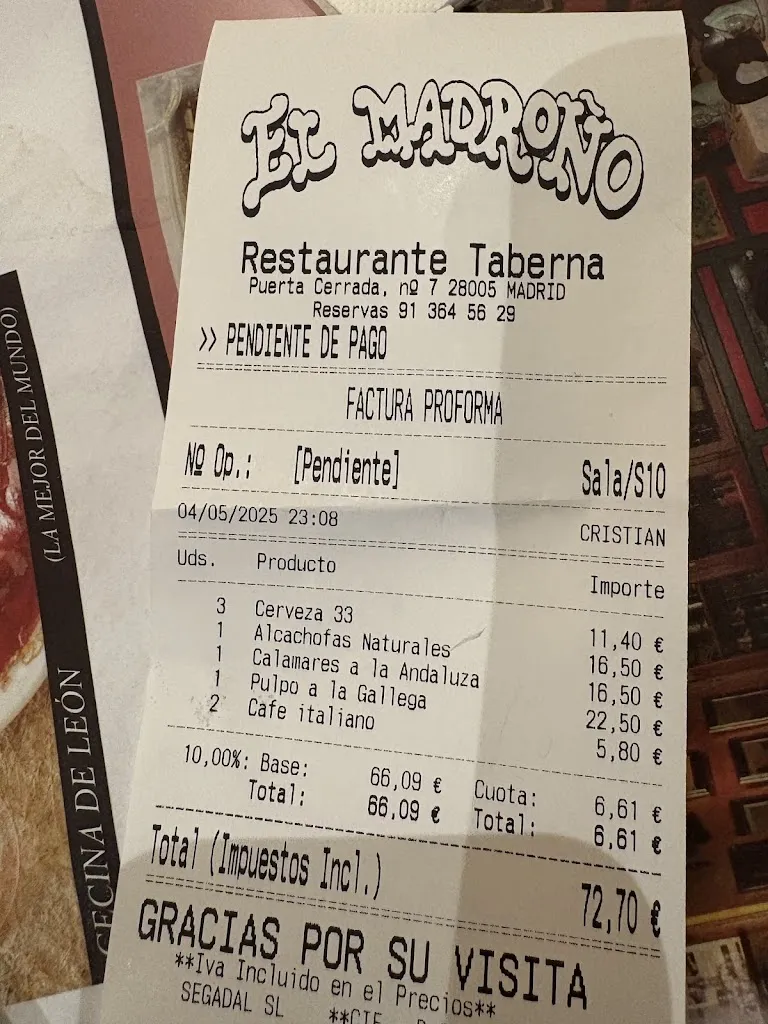 EL MADROÑO
Restaurante Taberna
Puerta Cerrada, nº 7 28005 MADRID
Reservas 91 364 56 29
>> PENDIENTE DE PAGO
FACTURA PROFORMA
Nº Op.: [Pendiente] Sala/S10
04/05/2025 23:08 CRISTIAN
Uds. Producto Importe
3 Cerveza 33 11,40 €
1 Alcachofas Naturales 16,50 €
1 Calamares a la Andaluza 16,50 €
1 Pulpo a la Gallega 22,50 €
2 Cafe italiano 5,80 €
10,00%: Base: 66,09 € Cuota: 6,61 €
Total: 66,09 € Total: 6,61 €
Total (Impuestos Incl.) 72,70 €
GRACIAS POR SU VISITA
**Iva Incluido en el Precios**
SEGADAL SL **CIF
CECINA DE LEÓN
(LA MEJOR DEL MUNDO)